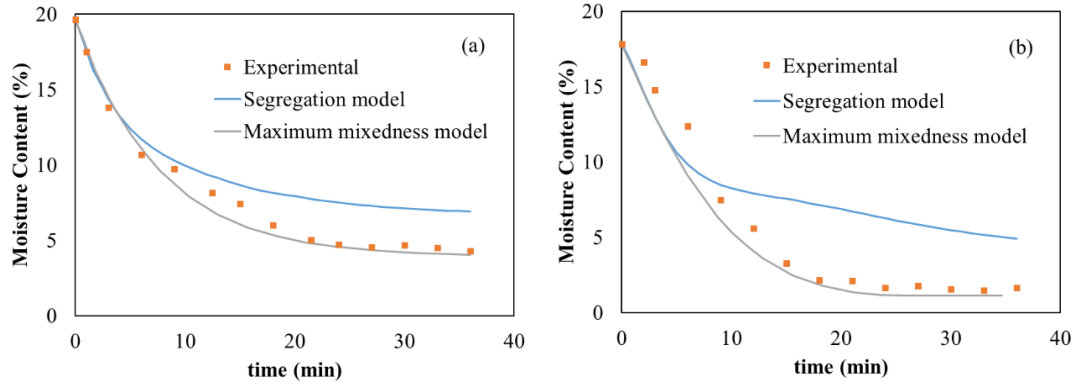 20
15
10
5
0
0
10
20
30
40
Moisture Content (%)
time (min)
(a)
Experimental
Segregation model
Maximum mixedness model
20
15
10
5
0
0
10
20
30
40
Moisture Content (%)
time (min)
(b)
Experimental
Segregation model
Maximum mixedness model